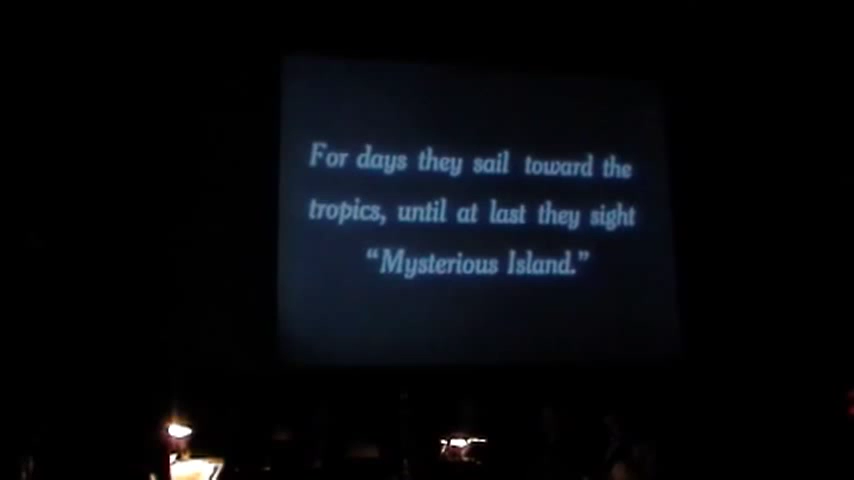 For days they sail toward the
tropics, until at last they sight
“Mysterious Island.”